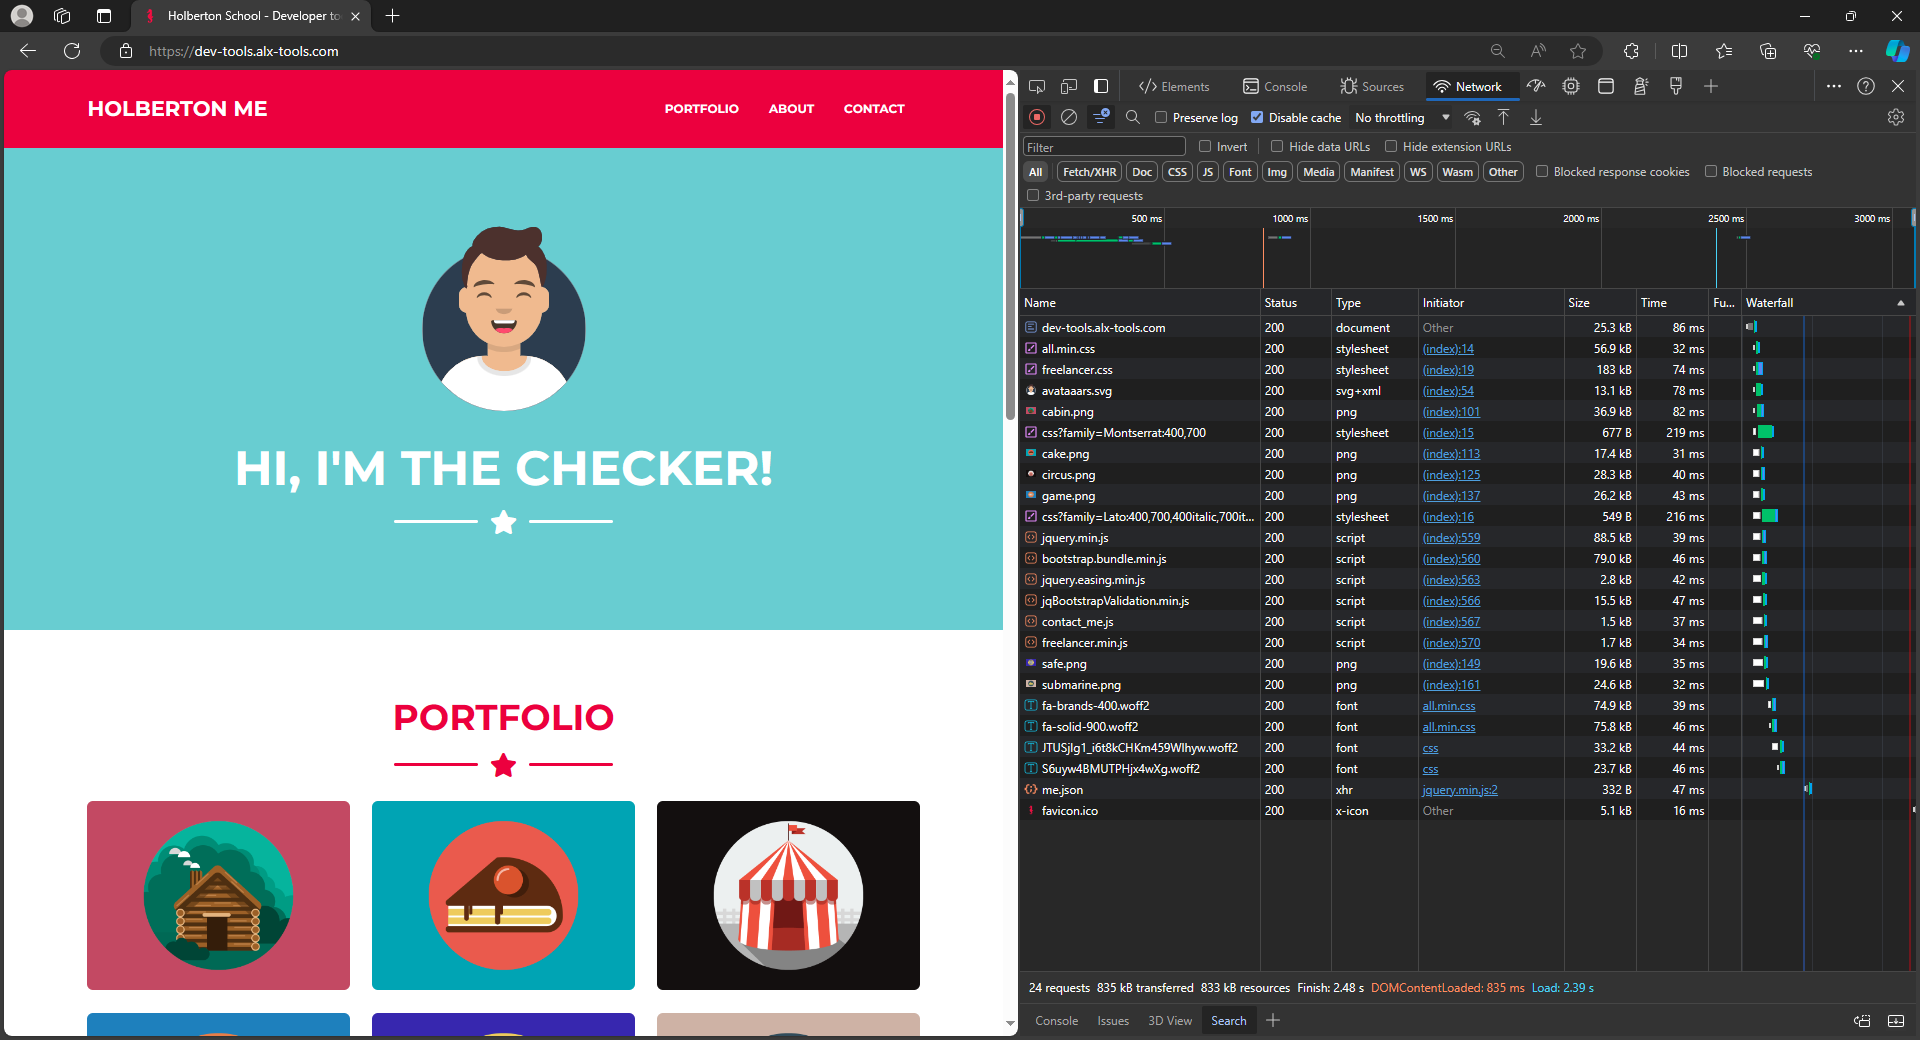 Holberton School - Developer to
https://dev-tools.alx-tools.com
HOLBERTON ME
PORTFOLIO ABOUT CONTACT
HI, I'M THE CHECKER!
PORTFOLIO
Elements Console Sources Network
Preserve log Disable cache No throttling
Filter Invert Hide data URLs Hide extension URLs
All Fetch/XHR Doc CSS JS Font Img Media Manifest WS Wasm Other Blocked response cookies Blocked requests
3rd-party requests
500 ms 1000 ms 1500 ms 2000 ms 2500 ms 3000 ms
Name Status Type Initiator Size Time Fu... Waterfall
dev-tools.alx-tools.com 200 document Other 25.3 kB 86 ms
all.min.css 200 stylesheet (index):14 56.9 kB 32 ms
freelancer.css 200 stylesheet (index):19 183 kB 74 ms
avataaars.svg 200 svg+xml (index):54 13.1 kB 78 ms
cabin.png 200 png (index):101 36.9 kB 82 ms
css?family=Montserrat:400,700 200 stylesheet (index):15 677 B 219 ms
cake.png 200 png (index):113 17.4 kB 31 ms
circus.png 200 png (index):125 28.3 kB 40 ms
game.png 200 png (index):137 26.2 kB 43 ms
css?family=Lato:400,700,400italic,700it... 200 stylesheet (index):16 549 B 216 ms
jquery.min.js 200 script (index):559 88.5 kB 39 ms
bootstrap.bundle.min.js 200 script (index):560 79.0 kB 46 ms
jquery.easing.min.js 200 script (index):563 2.8 kB 42 ms
jqBootstrapValidation.min.js 200 script (index):566 15.5 kB 47 ms
contact_me.js 200 script (index):567 1.5 kB 37 ms
freelancer.min.js 200 script (index):570 1.7 kB 34 ms
safe.png 200 png (index):149 19.6 kB 35 ms
submarine.png 200 png (index):161 24.6 kB 32 ms
fa-brands-400.woff2 200 font all.min.css 74.9 kB 39 ms
fa-solid-900.woff2 200 font all.min.css 75.8 kB 46 ms
JTUSjIg1_i6t8kCHKm459Wlhyw.woff2 200 font css 33.2 kB 44 ms
S6uyw4BMUTPHjx4wXg.woff2 200 font css 23.7 kB 46 ms
me.json 200 xhr jquery.min.js:2 332 B 47 ms
favicon.ico 200 x-icon Other 5.1 kB 16 ms
24 requests 835 kB transferred 833 kB resources Finish: 2.48 s DOMContentLoaded: 835 ms Load: 2.39 s
Console Issues 3D View Search